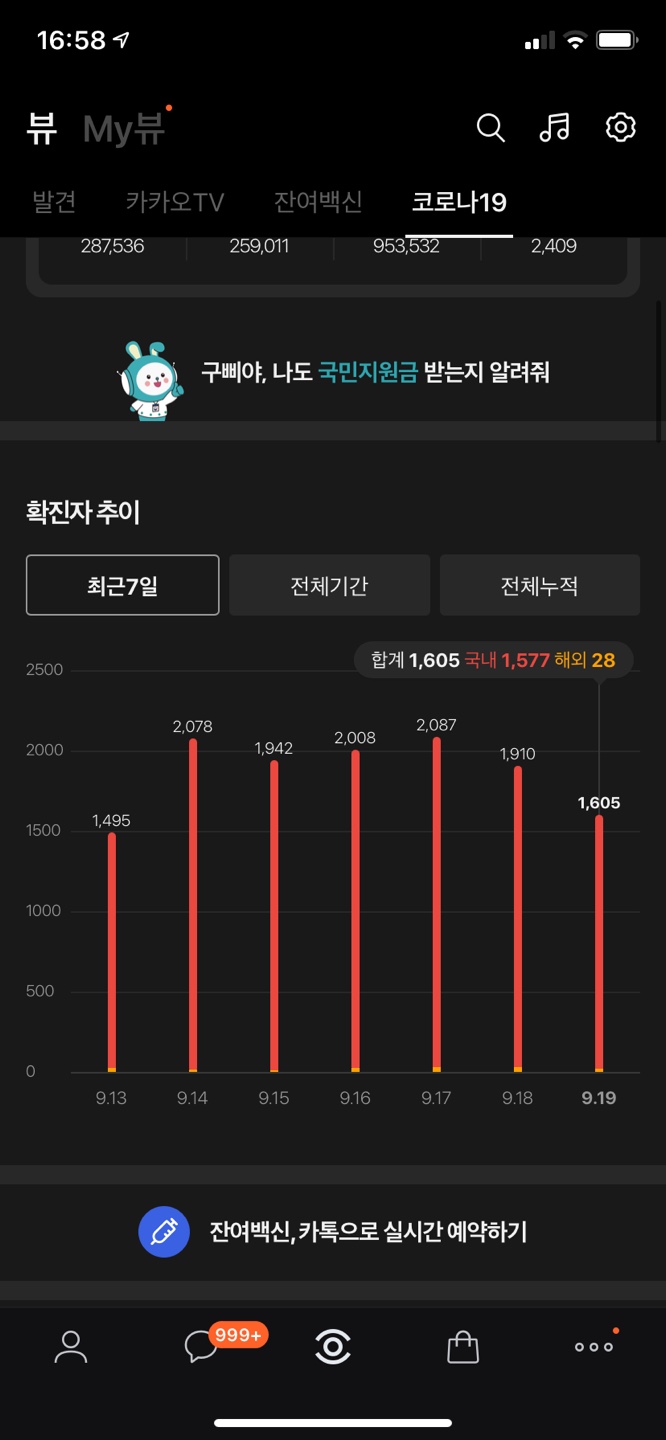 16:58
뷰 My뷰
발견 카카오TV 잔여백신 코로나19
287,536 259,011 953,532 2,409
구삐야, 나도 국민지원금 받는지 알려줘
확진자 추이
최근7일 전체기간 전체누적
합계 1,605 국내 1,577 해외 28
2500
2,078 1,942 2,008 2,087 1,910
2000
1,495 1,605
1500
1000
500
0
9.13 9.14 9.15 9.16 9.17 9.18 9.19
잔여백신, 카톡으로 실시간 예약하기
999+